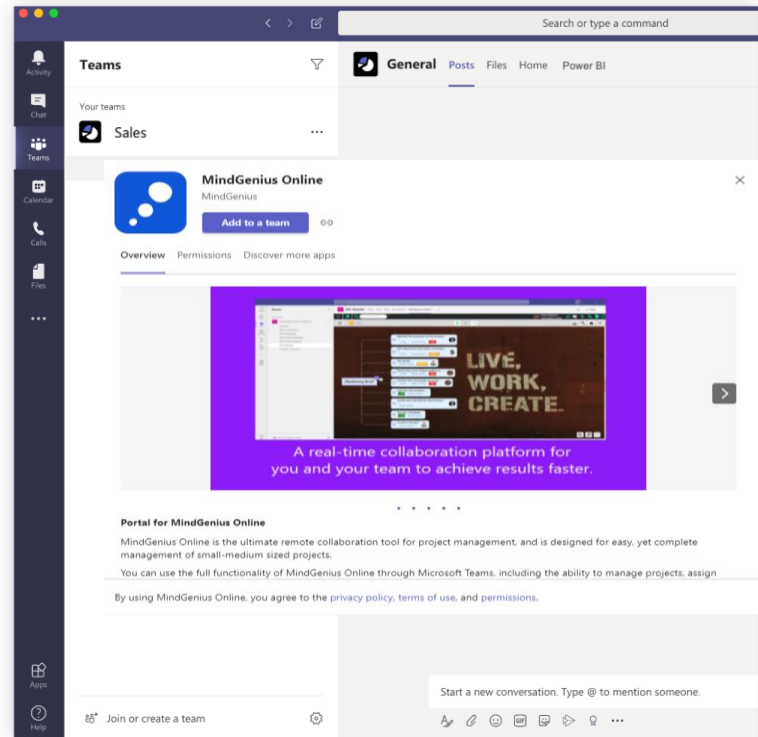 Search or type a command
Activity
Chat
Teams
Calendar
Calls
Files
Apps
Help
Teams
Your teams
Sales
Join or create a team
General Posts Files Home Power BI
MindGenius Online
MindGenius
Add to a team
Overview Permissions Discover more apps
LIVE,
WORK,
CREATE.
A real-time collaboration platform for
you and your team to achieve results faster.
Portal for MindGenius Online
MindGenius Online is the ultimate remote collaboration tool for project management, and is designed for easy, yet complete
management of small-medium sized projects.
You can use the full functionality of MindGenius Online through Microsoft Teams, including the ability to manage projects, assign
By using MindGenius Online, you agree to the privacy policy, terms of use, and permissions.
Start a new conversation. Type @ to mention someone.
GIF